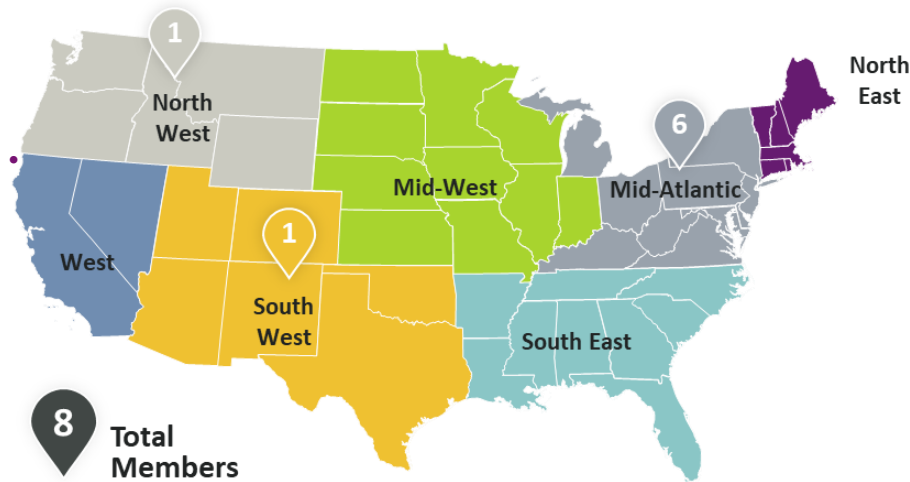 1
North
West
North
East
6
Mid-West
Mid-Atlantic
1
West
South
West
South East
8
Total
Members